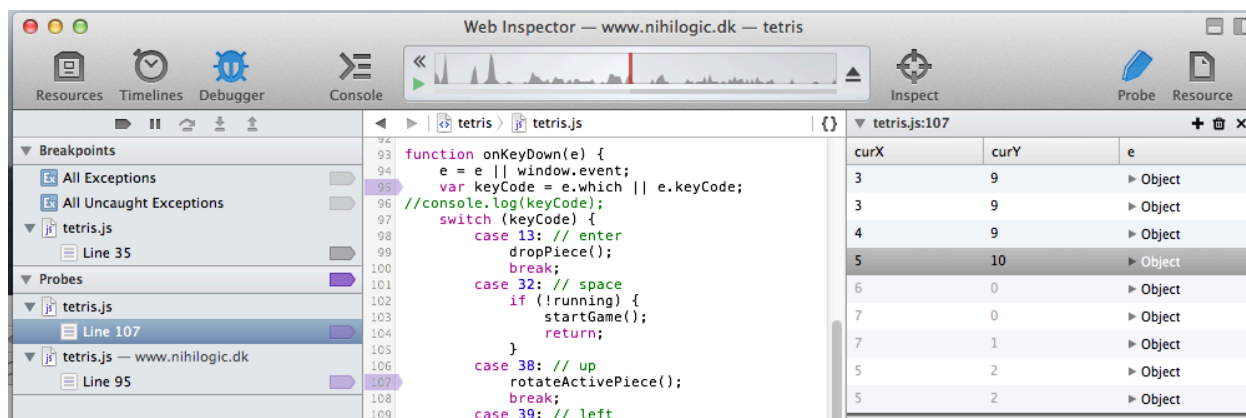 Web Inspector — www.nihilogic.dk — tetris
Resources Timelines Debugger Console Inspect Probe Resource
tetris tetris.js {} tetris.js:107
Breakpoints
Ex All Exceptions
Ex All Uncaught Exceptions
js tetris.js
Line 35
Probes
js tetris.js
Line 107
js tetris.js — www.nihilogic.dk
Line 95
92
93 function onKeyDown(e) {
94 e = e || window.event;
95 var keyCode = e.which || e.keyCode;
96 //console.log(keyCode);
97 switch (keyCode) {
98 case 13: // enter
99 dropPiece();
100 break;
101 case 32: // space
102 if (!running) {
103 startGame();
104 return;
105 }
106 case 38: // up
107 rotateActivePiece();
108 break;
109 case 39: // left
curX curY e
3 9 Object
3 9 Object
4 9 Object
5 10 Object
6 0 Object
7 0 Object
7 1 Object
5 2 Object
5 2 Object